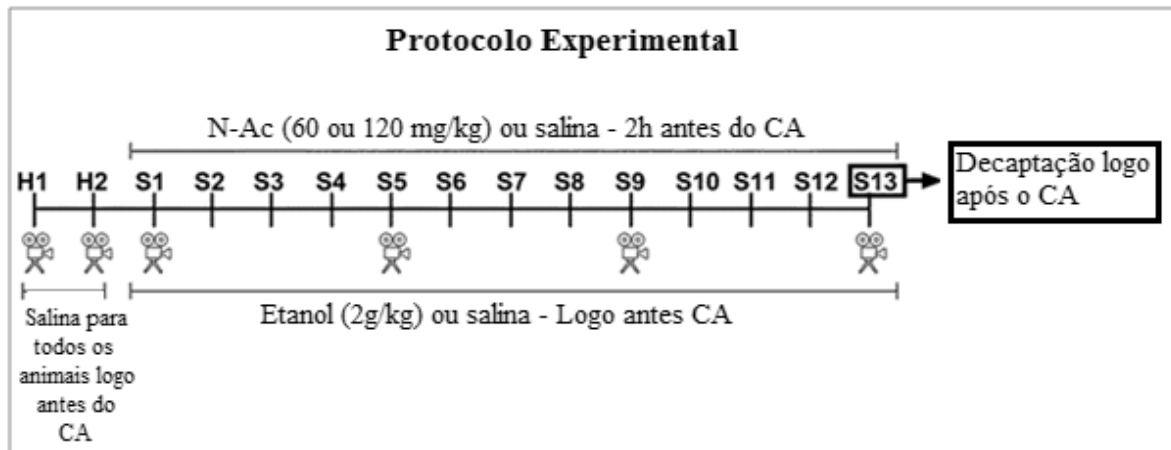 Protocolo Experimental
N-Ac (60 ou 120 mg/kg) ou salina - 2h antes do CA
H1 H2 S1 S2 S3 S4 S5 S6 S7 S8 S9 S10 S11 S12 S13
Decaptação logo
após o CA
Etanol (2g/kg) ou salina - Logo antes CA
Salina para
todos os
animais logo
antes do
CA